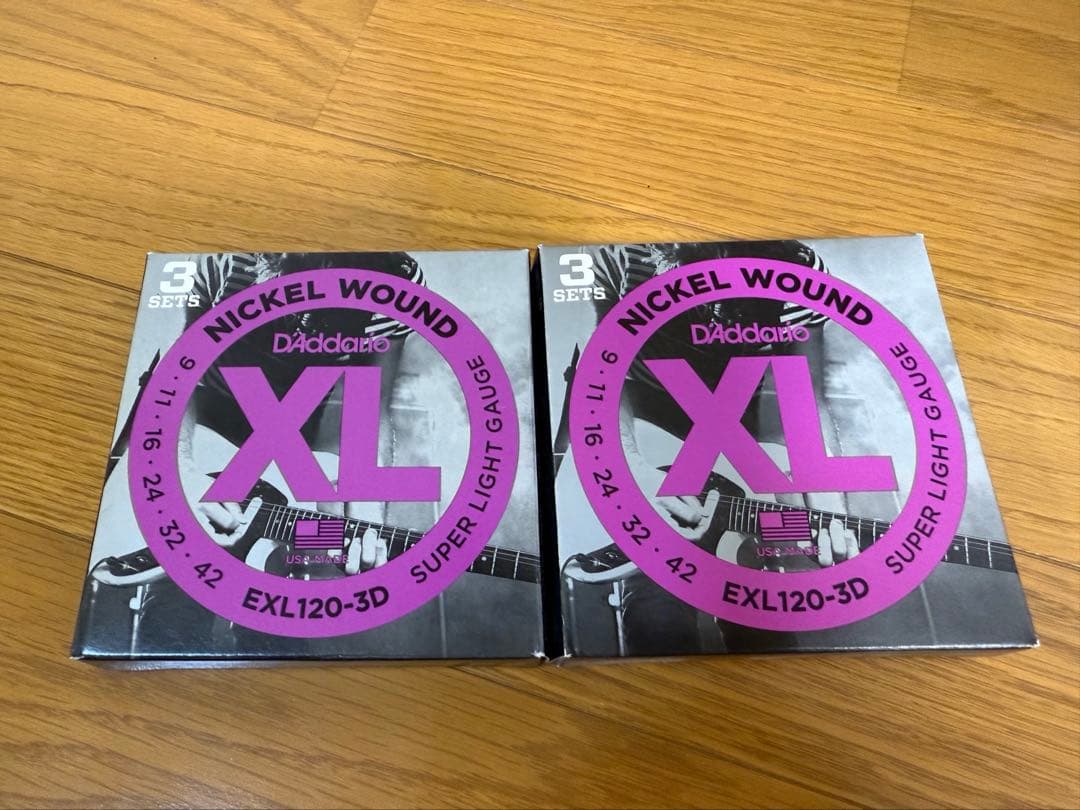 3
SETS
NICKEL WOUND
D'Addario
XL
9 · 11 · 16 · 24 · 32 · 42
USA MADE
EXL120-3D
SUPER LIGHT GAUGE
3
SETS
NICKEL WOUND
D'Addario
XL
9 · 11 · 16 · 24 · 32 · 42
USA MADE
EXL120-3D
SUPER LIGHT GAUGE